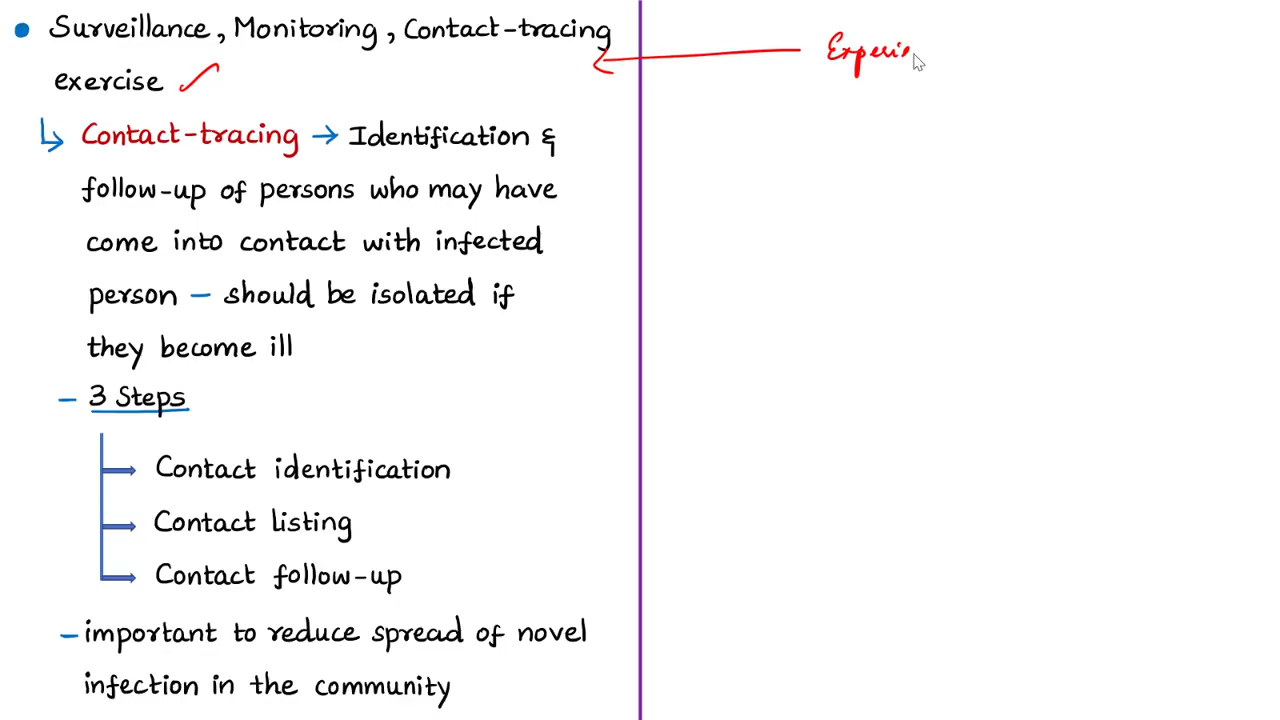 Surveillance, Monitoring, Contact-tracing
exercise
Contact-tracing → Identification &
follow-up of persons who may have
come into contact with infected
person – should be isolated if
they become ill
– 3 Steps
Contact identification
Contact listing
Contact follow-up
– important to reduce spread of novel
infection in the community
Experi